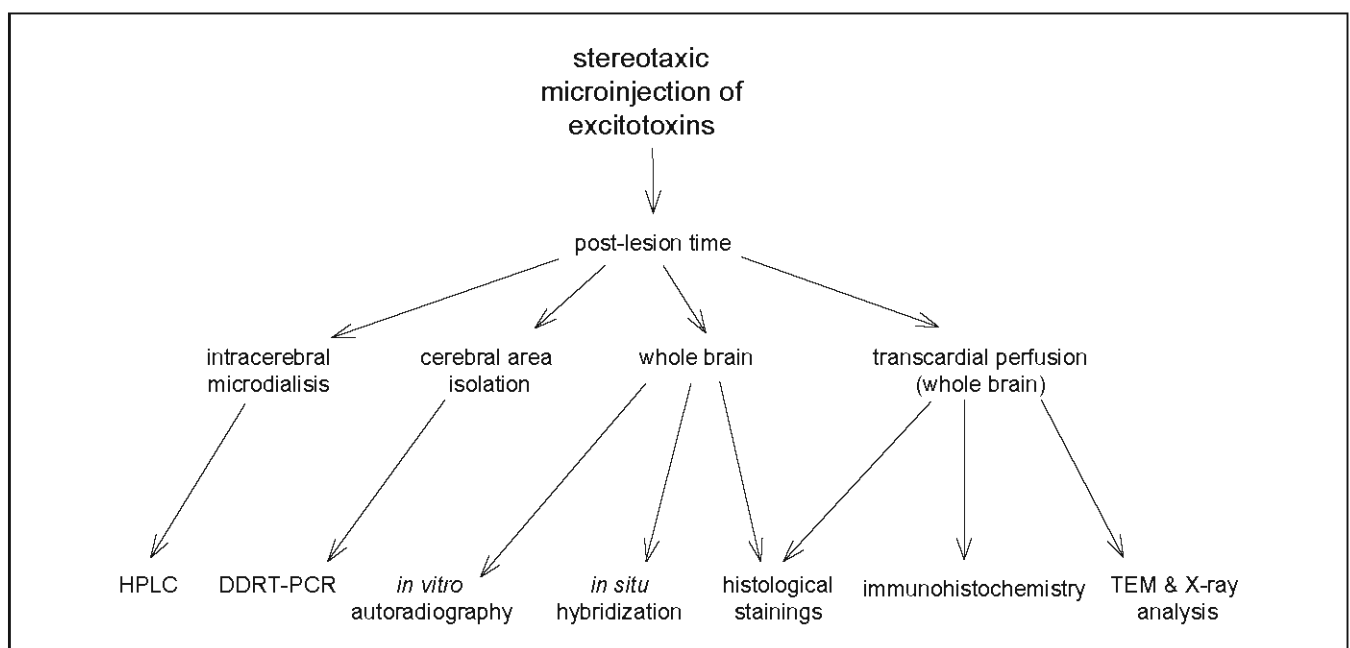 stereotaxic
microinjection of
excitotoxins
post-lesion time
intracerebral
microdialisis
cerebral area
isolation
whole brain
transcardial perfusion
(whole brain)
HPLC
DDRT-PCR
in vitro
autoradiography
in situ
hybridization
histological
stainings
immunohistochemistry
TEM & X-ray
analysis